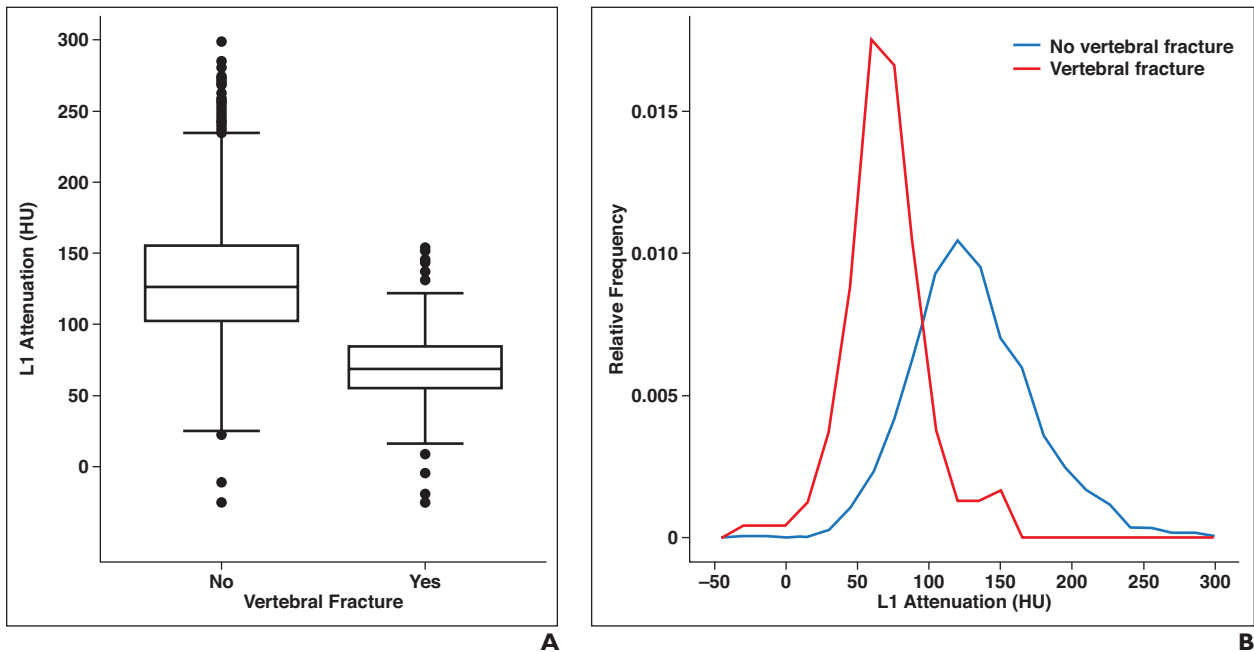 300
250
200
150
100
50
0
L1 Attenuation (HU)
No
Yes
Vertebral Fracture
A
No vertebral fracture
Vertebral fracture
0.015
0.010
0.005
0
Relative Frequency
–50
0
50
100
150
200
250
300
L1 Attenuation (HU)
B